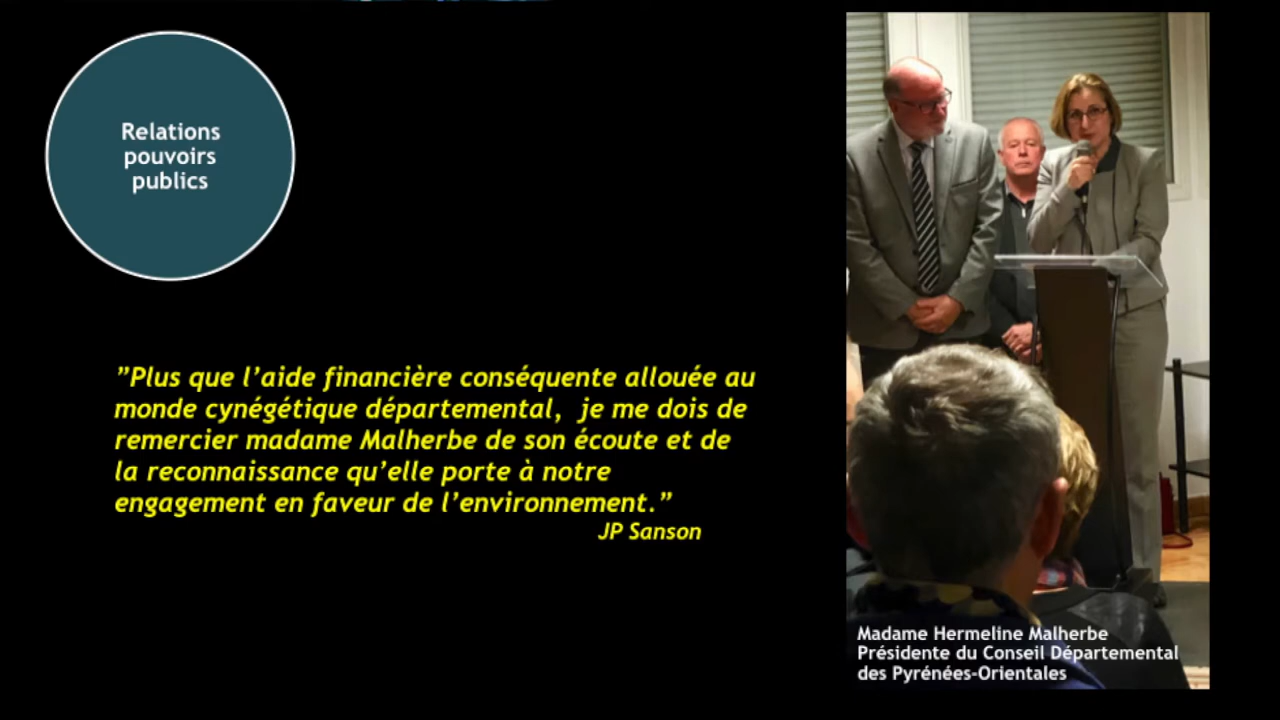 Relations
pouvoirs
publics
”Plus que l’aide financière conséquente allouée au
monde cynégétique départemental,  je me dois de
remercier madame Malherbe de son écoute et de
la reconnaissance qu’elle porte à notre
engagement en faveur de l’environnement.”
JP Sanson
Madame Hermeline Malherbe
Présidente du Conseil Départemental
des Pyrénées-Orientales